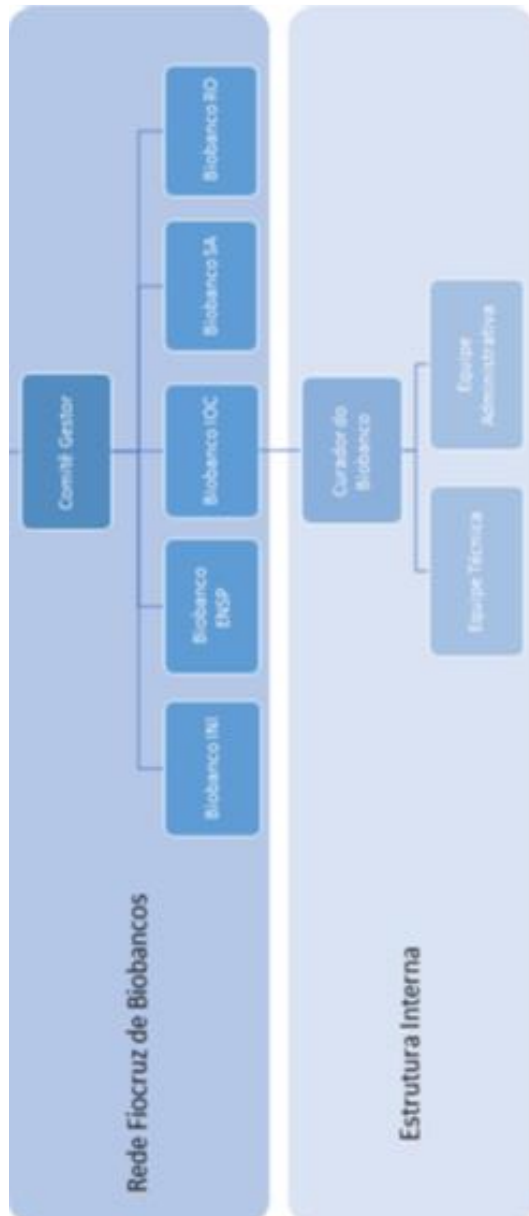 Rede Fiocruz de Biobancos
Comitê Gestor
Biobanco INI
Biobanco
ENSP
Biobanco IOC
Biobanco SA
Biobanco RO
Estrutura Interna
Curador do
Biobanco
Equipe Técnica
Equipe
Administrativa